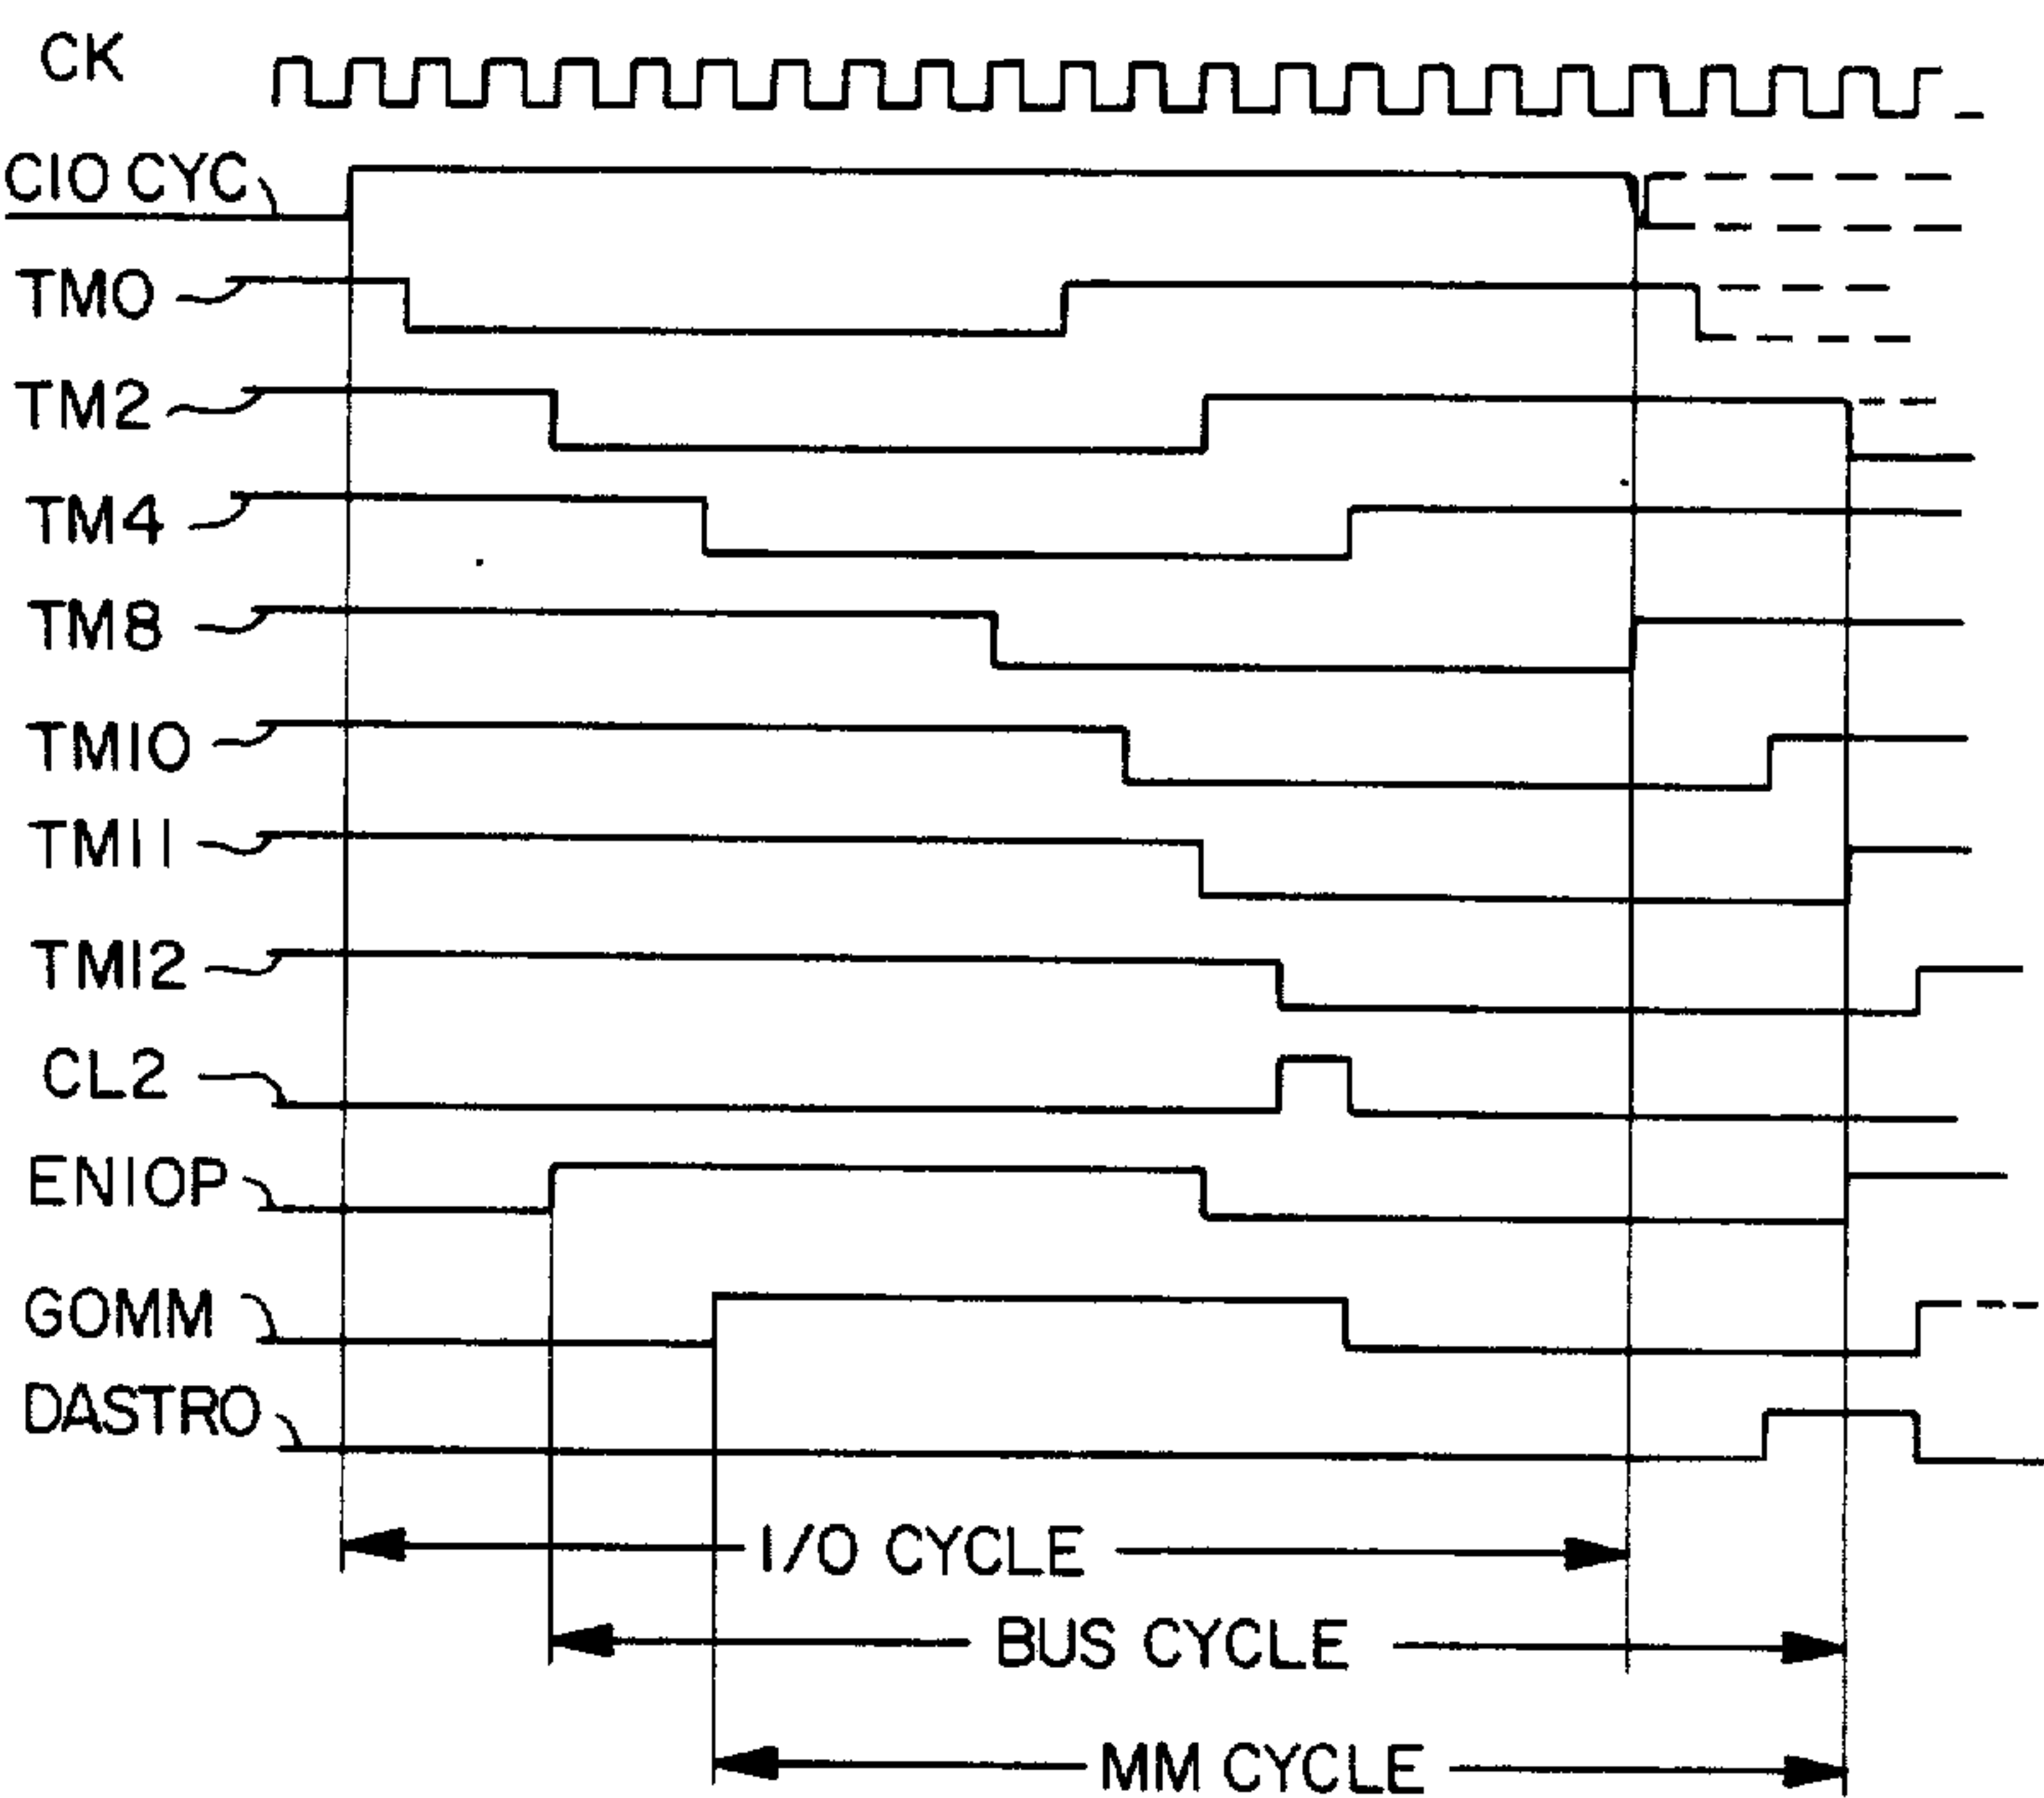 CK
CIO CYC
TM0
TM2
TM4
TM8
TM10
TM11
TM12
CL2
ENIOP
GOMM
DASTRO
I/O CYCLE
BUS CYCLE
MM CYCLE